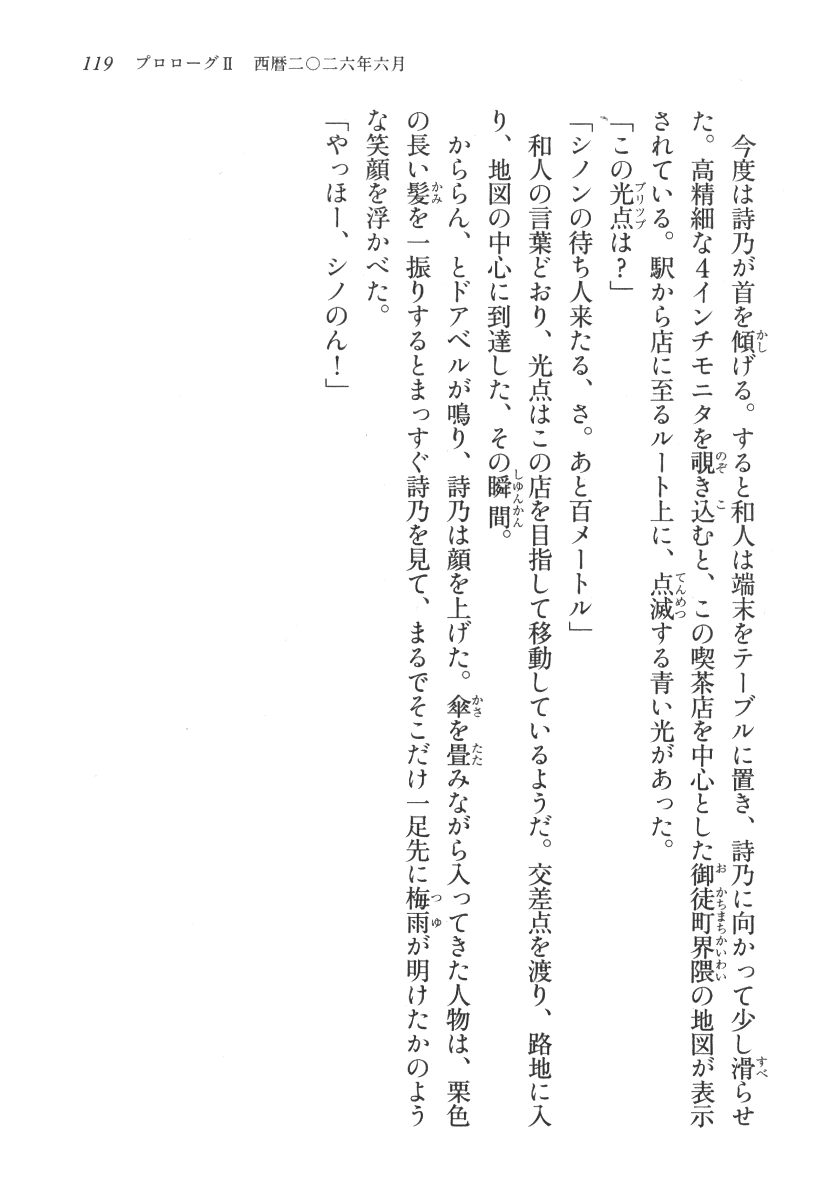 119 プロローグⅡ 西暦二〇二六年六月
今度は詩乃が首を傾げる。すると和人は端末をテーブルに置き、詩乃に向かって少し滑らせ
た。高精細な4インチモニタを覗き込むと、この喫茶店を中心とした御徒町界隈の地図が表示
されている。駅から店に至るルート上に、点滅する青い光があった。
「この光点は？」
「シノンの待ち人来たる、さ。あと百メートル」
和人の言葉どおり、光点はこの店を目指して移動しているようだ。交差点を渡り、路地に入
り、地図の中心に到達した、その瞬間。
かららん、とドアベルが鳴り、詩乃は顔を上げた。傘を畳みながら入ってきた人物は、栗色
の長い髪を一振りするとまっすぐ詩乃を見て、まるでそこだけ一足先に梅雨が明けたかのよう
な笑顔を浮かべた。
「やっほー、シノのん！」